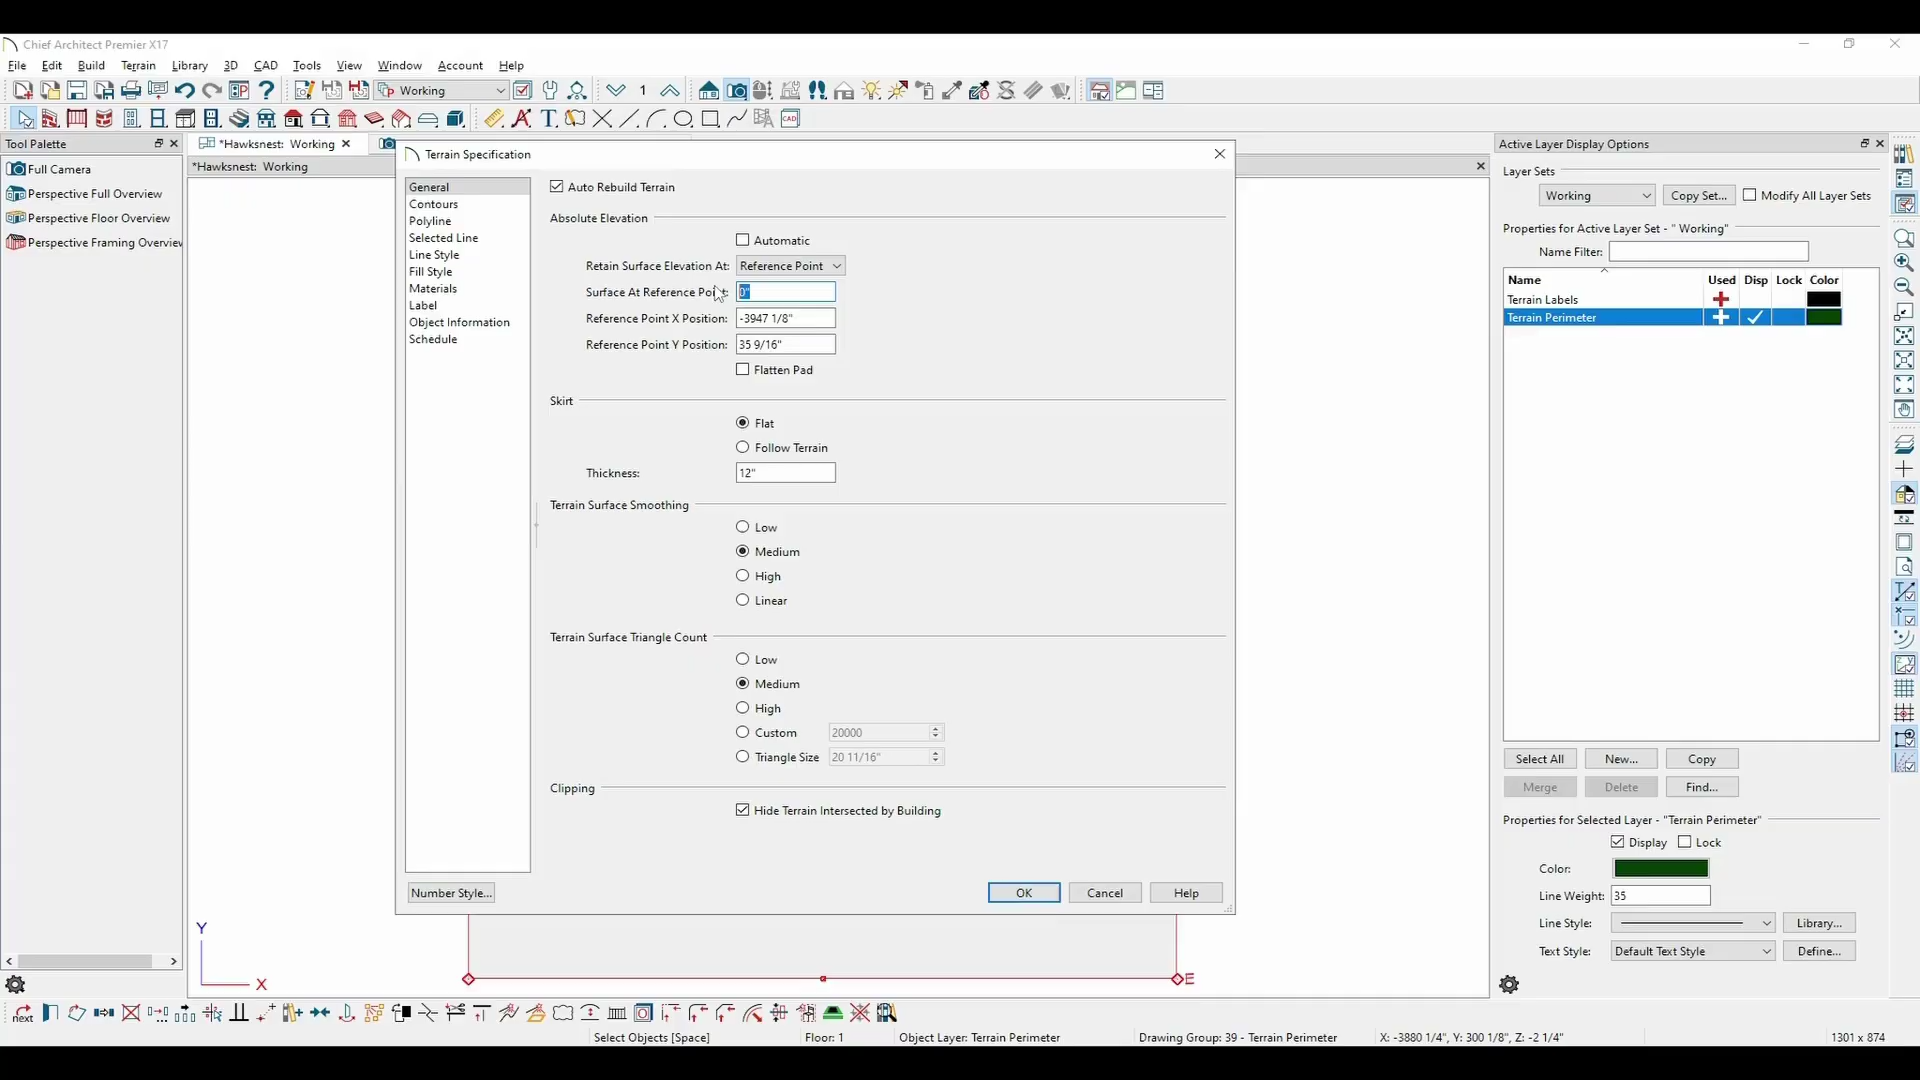 Chief Architect Premier X17
File Edit Build Terrain Library 3D CAD Tools View Window Account Help
Working 1
Tool Palette
Full Camera
Perspective Full Overview
Perspective Floor Overview
Perspective Framing Overview
*Hawksnest: Working
*Hawksnest: Working
Terrain Specification
General
Contours
Polyline
Selected Line
Line Style
Fill Style
Materials
Label
Object Information
Schedule
Auto Rebuild Terrain
Absolute Elevation
Automatic
Retain Surface Elevation At: Reference Point
Surface At Reference Point: 0"
Reference Point X Position: -3947 1/8"
Reference Point Y Position: 35 9/16"
Flatten Pad
Skirt
Flat
Follow Terrain
Thickness: 12"
Terrain Surface Smoothing
Low
Medium
High
Linear
Terrain Surface Triangle Count
Low
Medium
High
Custom 20000
Triangle Size 20 11/16"
Clipping
Hide Terrain Intersected by Building
Number Style... OK Cancel Help
Active Layer Display Options
Layer Sets
Working Copy Set... Modify All Layer Sets
Properties for Active Layer Set - " Working"
Name Filter:
Name Used Disp Lock Color
Terrain Labels
Terrain Perimeter
Select All New... Copy
Merge Delete Find...
Properties for Selected Layer - "Terrain Perimeter"
Display Lock
Color:
Line Weight: 35
Line Style: Library...
Text Style: Default Text Style Define...
Y
X
E
next
CAD
Select Objects [Space] Floor: 1 Object Layer: Terrain Perimeter Drawing Group: 39 - Terrain Perimeter X: -3880 1/4", Y: 300 1/8", Z: -2 1/4" 1301 x 874